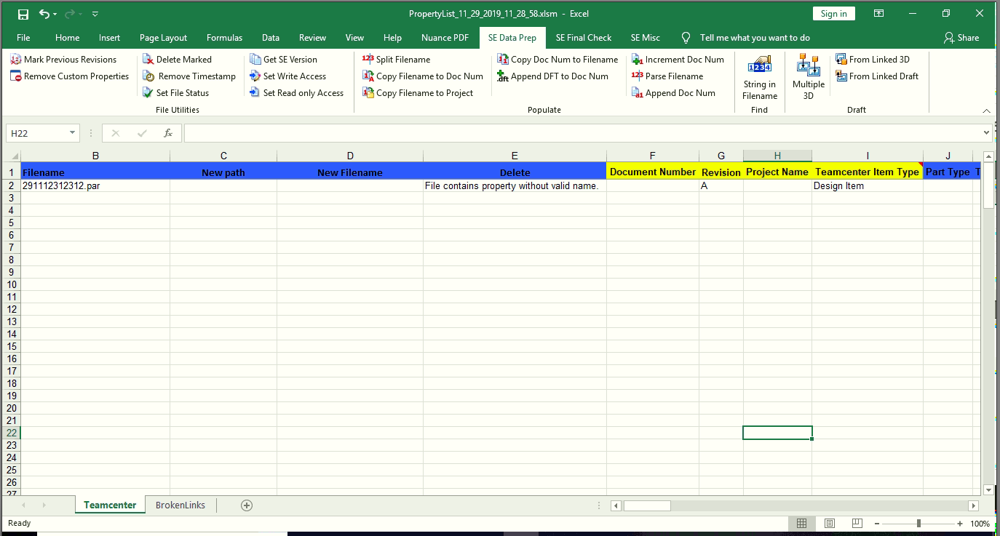 PropertyList_11_29_2019_11_28_58.xlsm - Excel
Sign in
File Home Insert Page Layout Formulas Data Review View Help Nuance PDF SE Data Prep SE Final Check SE Misc Tell me what you want to do Share
Mark Previous Revisions Delete Marked Get SE Version Split Filename Copy Doc Num to Filename Increment Doc Num From Linked 3D
Remove Custom Properties Remove Timestamp Set Write Access Copy Filename to Doc Num Append DFT to Doc Num Parse Filename From Linked Draft
Set File Status Set Read only Access Copy Filename to Project Append Doc Num
String in Filename
Multiple 3D
File Utilities Populate Find Draft
H22 fx
B C D E F G H I J
1 Filename New path New Filename Delete Document Number Revision Project Name Teamcenter Item Type Part Type T
2 291112312312.par File contains property without valid name. A Design Item
3
4
5
6
7
8
9
10
11
12
13
14
15
16
17
18
19
20
21
22
23
24
25
26
27
Teamcenter BrokenLinks
Ready 100%